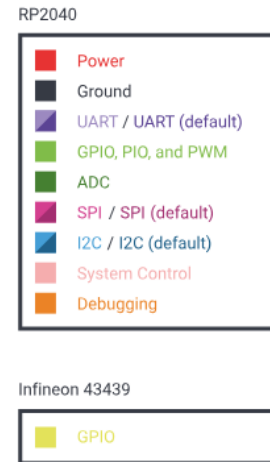 RP2040
Power
Ground
UART / UART (default)
GPIO, PIO, and PWM
ADC
SPI / SPI (default)
I2C / I2C (default)
System Control
Debugging
Infineon 43439
GPIO